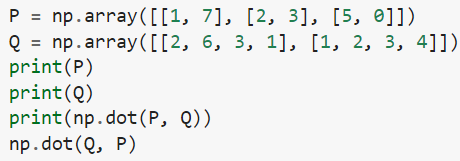 P = np.array([[1, 7], [2, 3], [5, 0]])
Q = np.array([[2, 6, 3, 1], [1, 2, 3, 4]])
print(P)
print(Q)
print(np.dot(P, Q))
np.dot(Q, P)